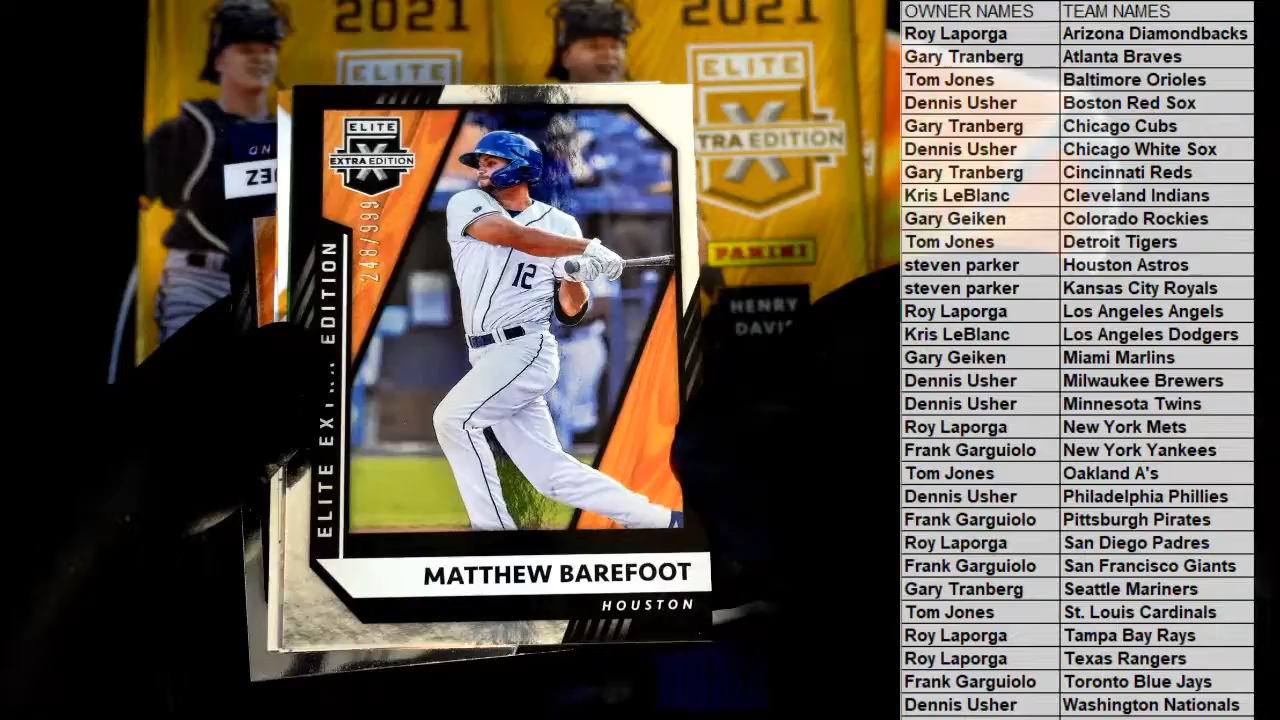 2021
2021
ELITE
ELITE
X
TRA EDITION
PANINI
HENRY
ELITE
X
EXTRA EDITION
248/999
ELITE EXTRA EDITION
12
MATTHEW BAREFOOT
HOUSTON
OWNER NAMES TEAM NAMES
Roy Laporga Arizona Diamondbacks
Gary Tranberg Atlanta Braves
Tom Jones Baltimore Orioles
Dennis Usher Boston Red Sox
Gary Tranberg Chicago Cubs
Dennis Usher Chicago White Sox
Gary Tranberg Cincinnati Reds
Kris LeBlanc Cleveland Indians
Gary Geiken Colorado Rockies
Tom Jones Detroit Tigers
steven parker Houston Astros
steven parker Kansas City Royals
Roy Laporga Los Angeles Angels
Kris LeBlanc Los Angeles Dodgers
Gary Geiken Miami Marlins
Dennis Usher Milwaukee Brewers
Dennis Usher Minnesota Twins
Roy Laporga New York Mets
Frank Garguiolo New York Yankees
Tom Jones Oakland A's
Dennis Usher Philadelphia Phillies
Frank Garguiolo Pittsburgh Pirates
Roy Laporga San Diego Padres
Frank Garguiolo San Francisco Giants
Gary Tranberg Seattle Mariners
Tom Jones St. Louis Cardinals
Roy Laporga Tampa Bay Rays
Roy Laporga Texas Rangers
Frank Garguiolo Toronto Blue Jays
Dennis Usher Washington Nationals